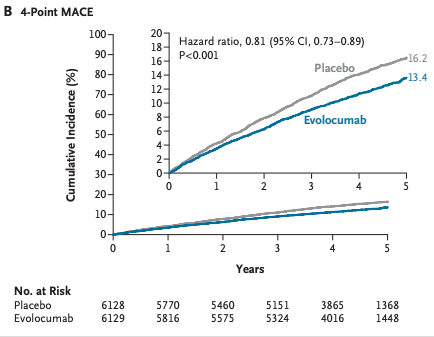 B 4-Point MACE
Cumulative Incidence (%)
100
90
80
70
60
50
40
30
20
10
0
20
18
16
14
12
10
8
6
4
2
0
Hazard ratio, 0.81 (95% CI, 0.73–0.89)
P<0.001
Placebo
16.2
13.4
Evolocumab
0 1 2 3 4 5
0 1 2 3 4 5
Years
No. at Risk
Placebo 6128 5770 5460 5151 3865 1368
Evolocumab 6129 5816 5575 5324 4016 1448